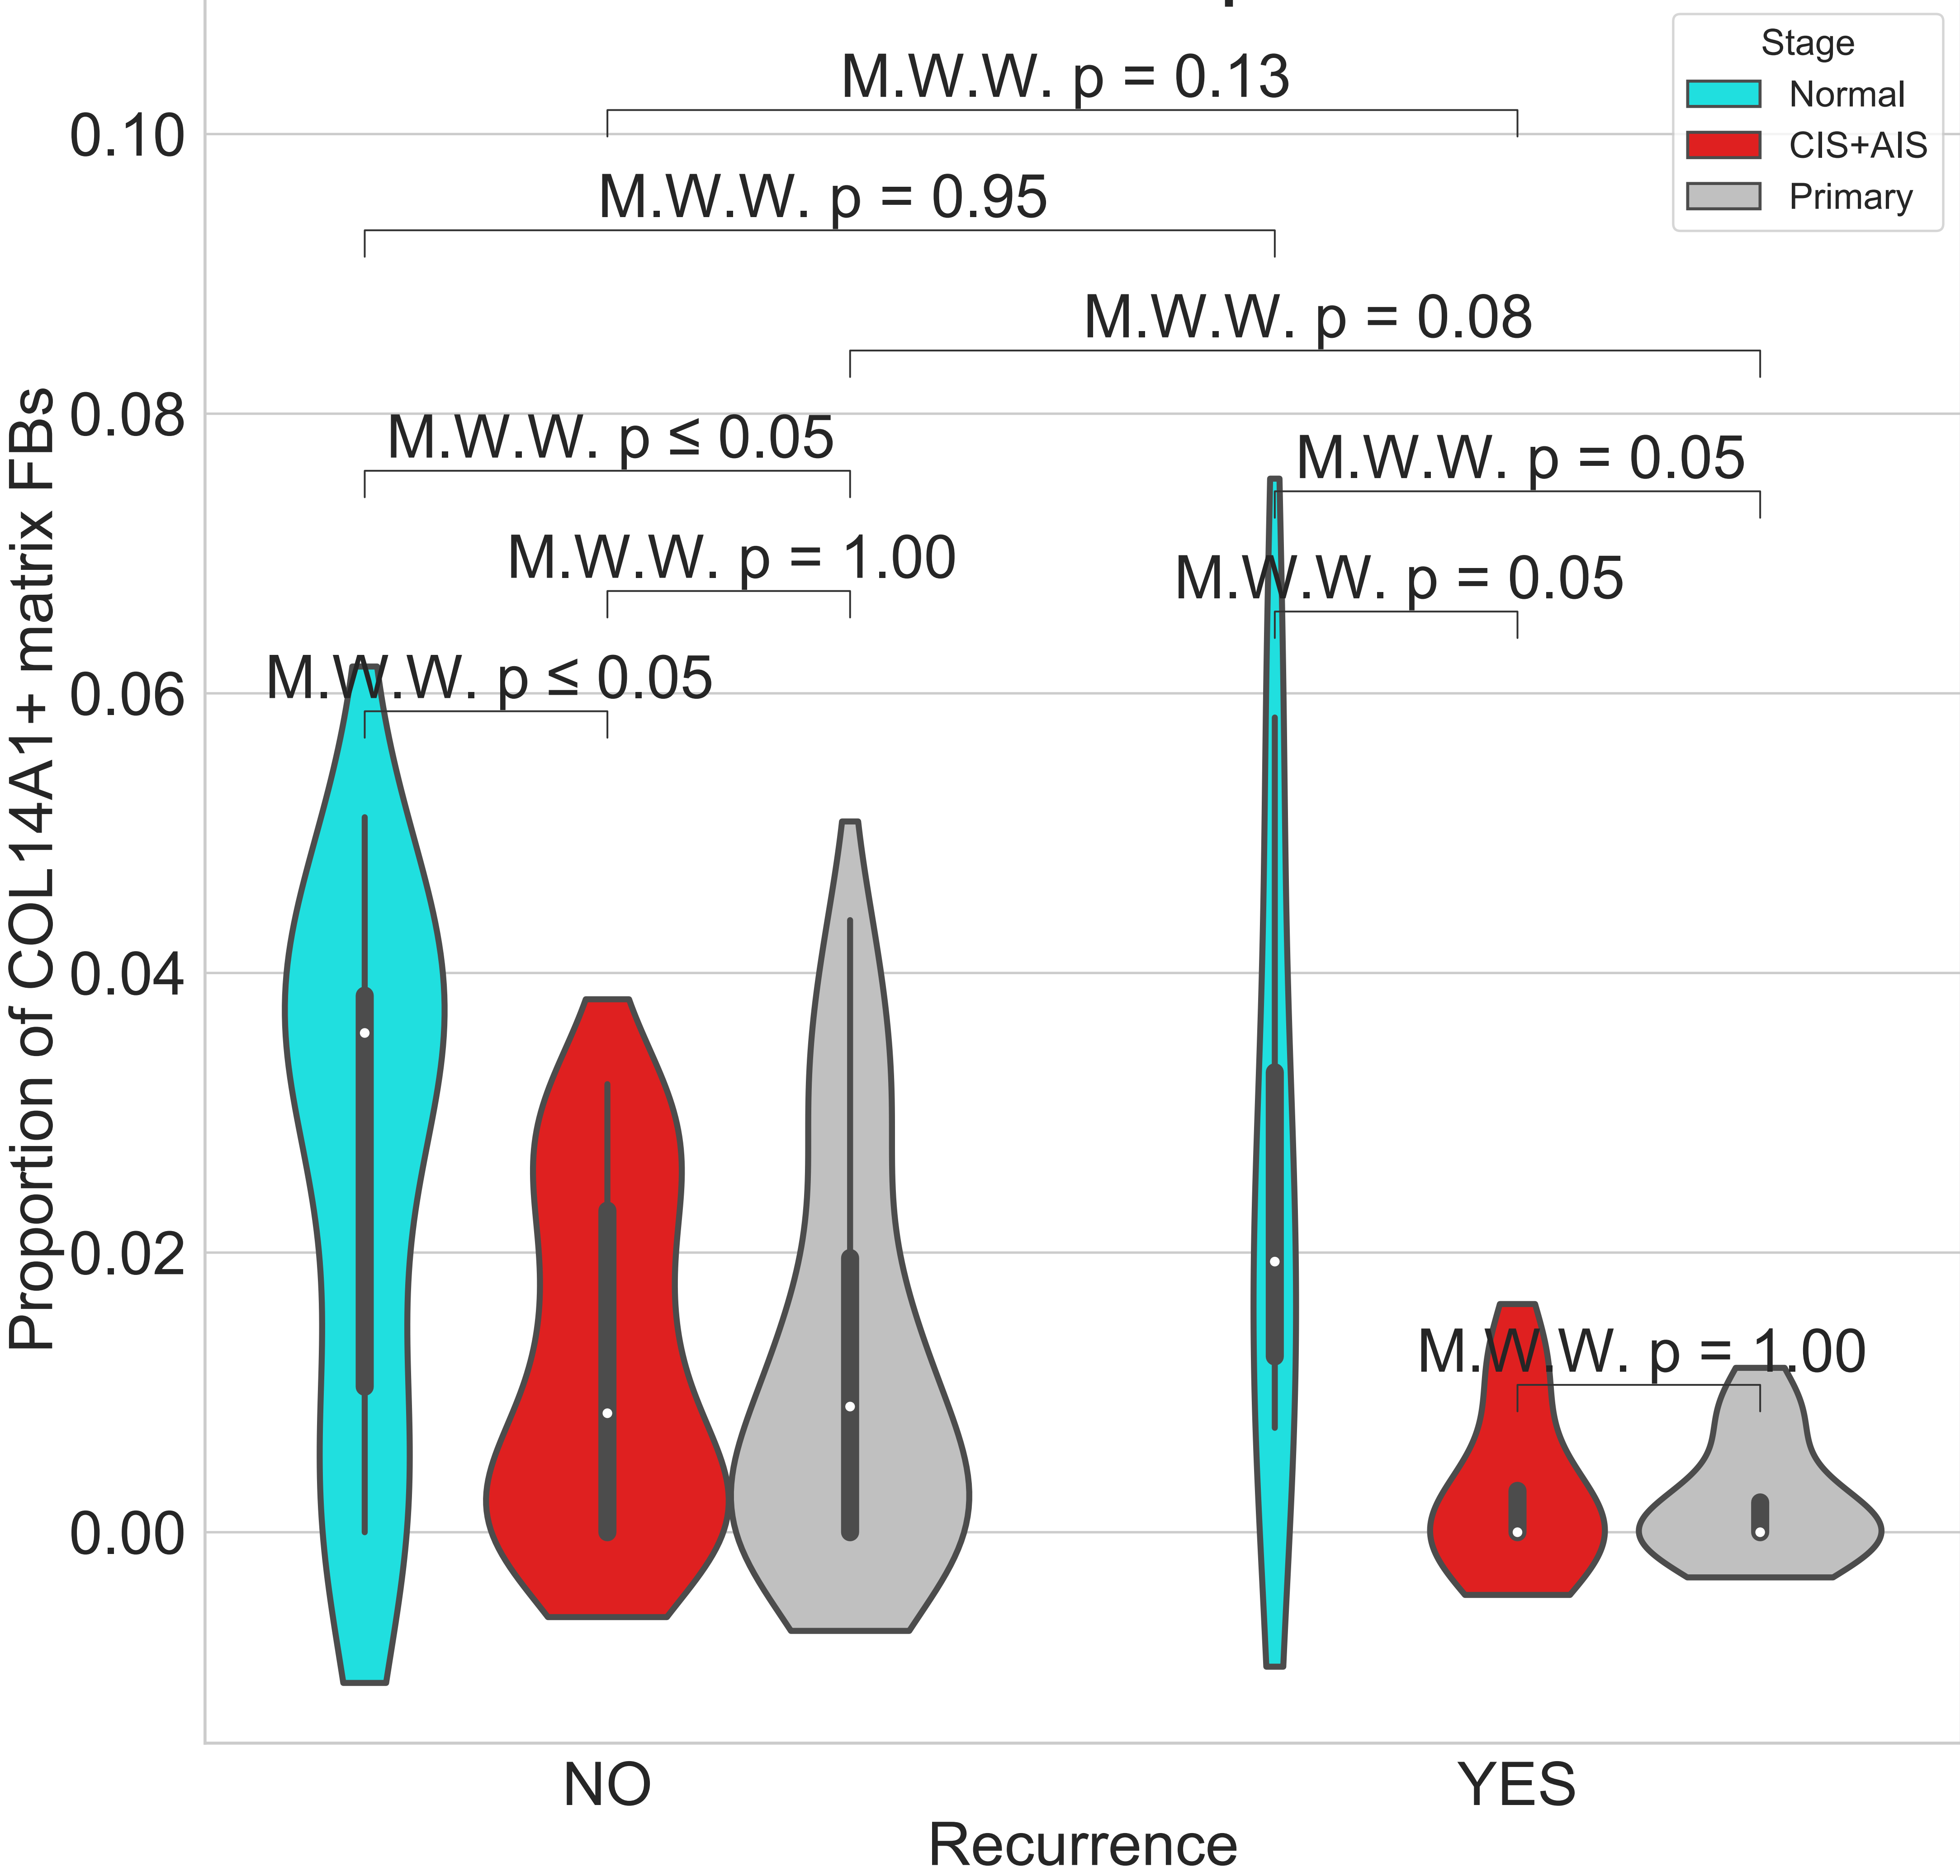 Stage
Normal
CIS+AIS
Primary
M.W.W. p = 0.13
M.W.W. p = 0.95
M.W.W. p = 0.08
M.W.W. p ≤ 0.05
M.W.W. p = 0.05
M.W.W. p = 1.00
M.W.W. p = 0.05
M.W.W. p ≤ 0.05
M.W.W. p = 1.00
0.10
0.08
0.06
0.04
0.02
0.00
Proportion of COL14A1+ matrix FBs
NO
YES
Recurrence